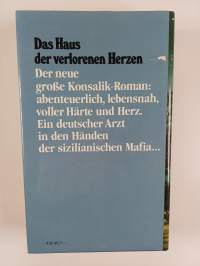 Das Haus
der verlorenen Herzen
Der neue
große Konsalik-Roman:
abenteuerlich, lebensnah,
voller Härte und Herz.
Ein deutscher Arzt
in den Händen
der sizilianischen Mafia...